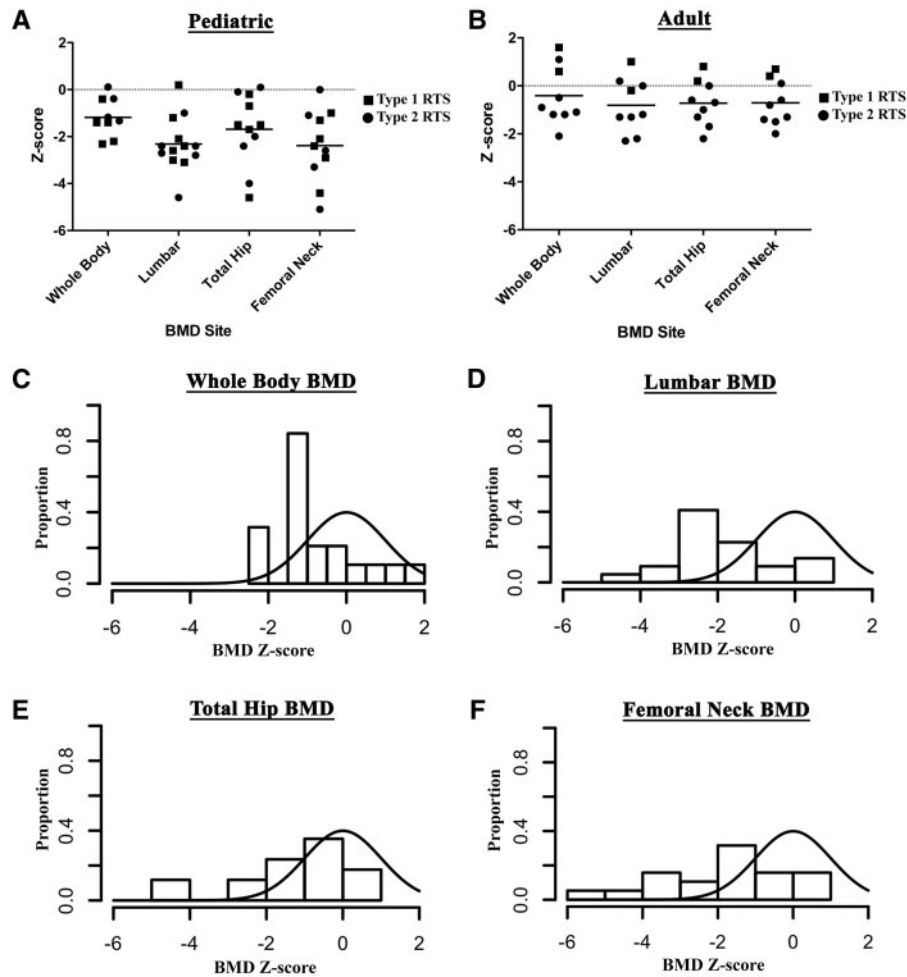 A
Pediatric
2
0
-2
-4
-6
Z-score
Whole Body
Lumbar
Total Hip
Femoral Neck
BMD Site
Type 1 RTS
Type 2 RTS
B
Adult
2
0
-2
-4
-6
Z-score
Whole Body
Lumbar
Total Hip
Femoral Neck
BMD Site
Type 1 RTS
Type 2 RTS
C
Whole Body BMD
0.8
0.4
0.0
Proportion
-6 -4 -2 0 2
BMD Z-score
D
Lumbar BMD
0.8
0.4
0.0
Proportion
-6 -4 -2 0 2
BMD Z-score
E
Total Hip BMD
0.8
0.4
0.0
Proportion
-6 -4 -2 0 2
BMD Z-score
F
Femoral Neck BMD
0.8
0.4
0.0
Proportion
-6 -4 -2 0 2
BMD Z-score